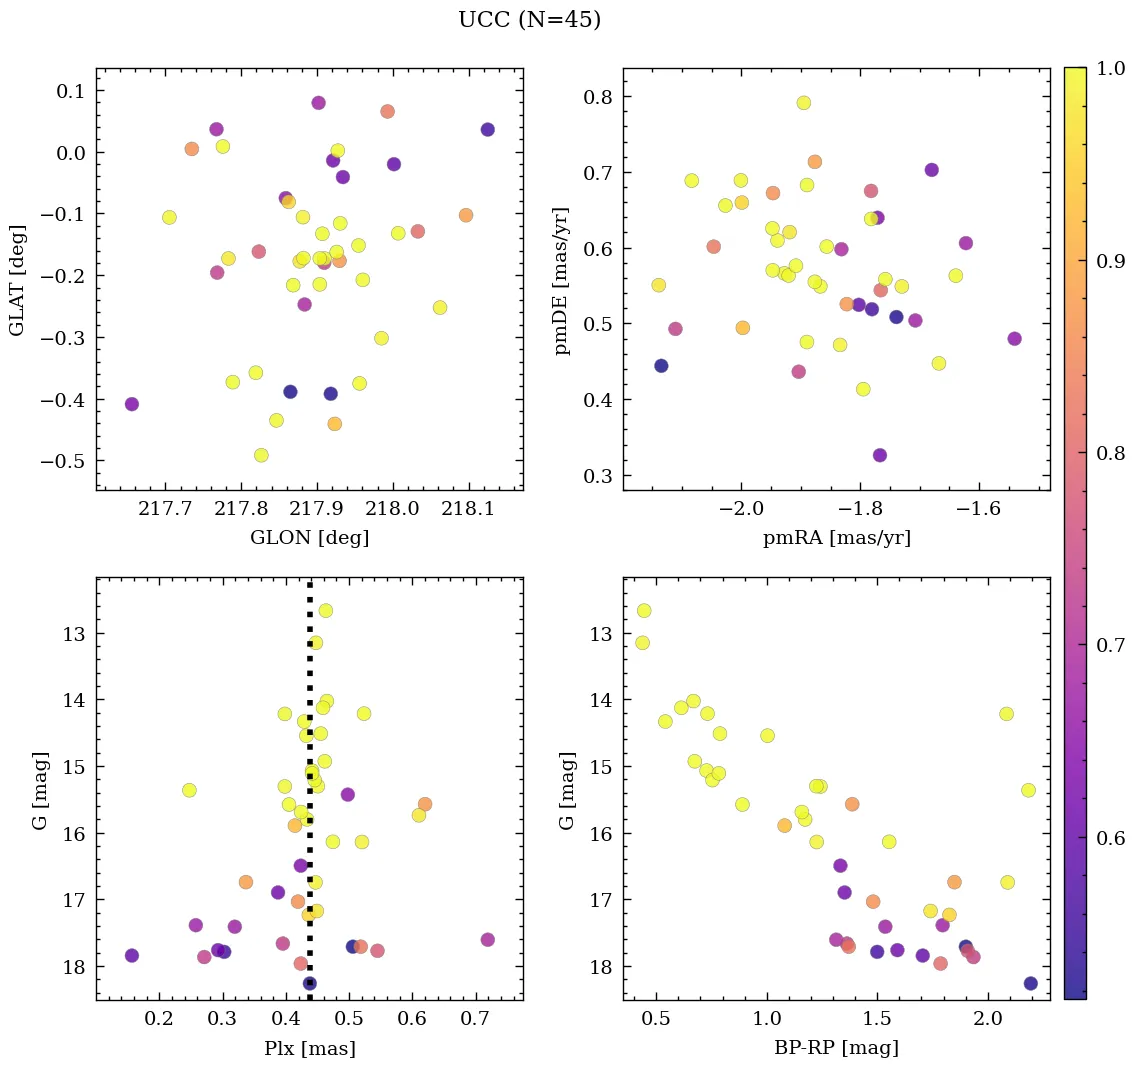 UCC (N=45)
0.1
0.0
−0.1
−0.2
−0.3
−0.4
−0.5
GLAT [deg]
217.7 217.8 217.9 218.0 218.1
GLON [deg]
0.8
0.7
0.6
0.5
0.4
0.3
pmDE [mas/yr]
−2.0 −1.8 −1.6
pmRA [mas/yr]
1.0
0.9
0.8
0.7
0.6
13
14
15
16
17
18
G [mag]
0.2 0.3 0.4 0.5 0.6 0.7
Plx [mas]
13
14
15
16
17
18
G [mag]
0.5 1.0 1.5 2.0
BP-RP [mag]